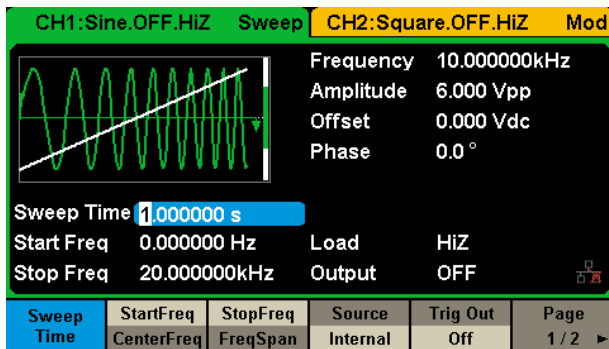 CH1:Sine.OFF.HiZ Sweep CH2:Square.OFF.HiZ Mod
Frequency 10.000000kHz
Amplitude 6.000 Vpp
Offset 0.000 Vdc
Phase 0.0 °
Sweep Time 1.000000 s
Start Freq 0.000000 Hz Load HiZ
Stop Freq 20.000000kHz Output OFF
Sweep Time StartFreq CenterFreq StopFreq FreqSpan Source Internal Trig Out Off Page 1/2 ►